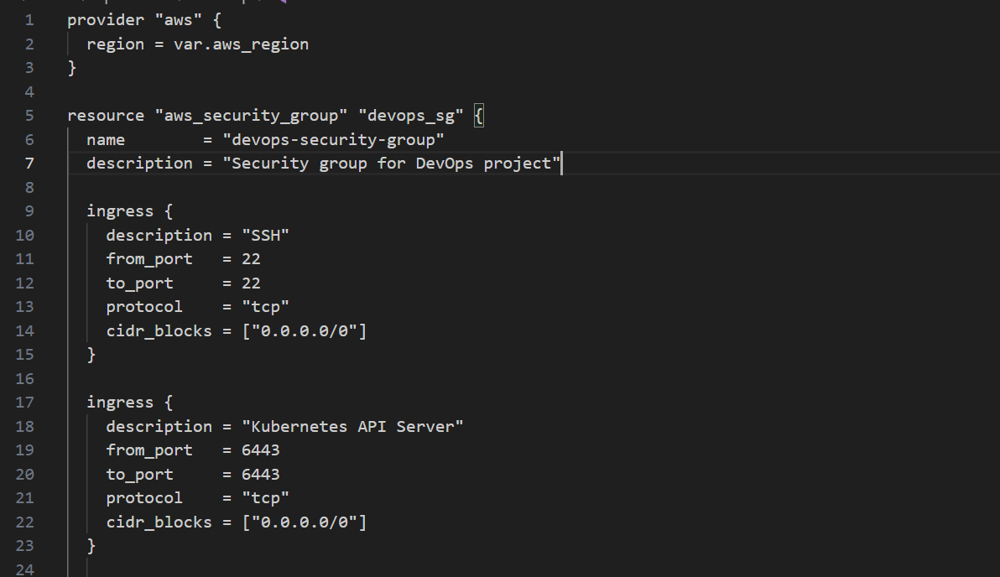 1 provider "aws" {
2   region = var.aws_region
3 }
4
5 resource "aws_security_group" "devops_sg" {
6   name        = "devops-security-group"
7   description = "Security group for DevOps project"
8
9   ingress {
10     description = "SSH"
11     from_port   = 22
12     to_port     = 22
13     protocol    = "tcp"
14     cidr_blocks = ["0.0.0.0/0"]
15   }
16
17   ingress {
18     description = "Kubernetes API Server"
19     from_port   = 6443
20     to_port     = 6443
21     protocol    = "tcp"
22     cidr_blocks = ["0.0.0.0/0"]
23   }
24